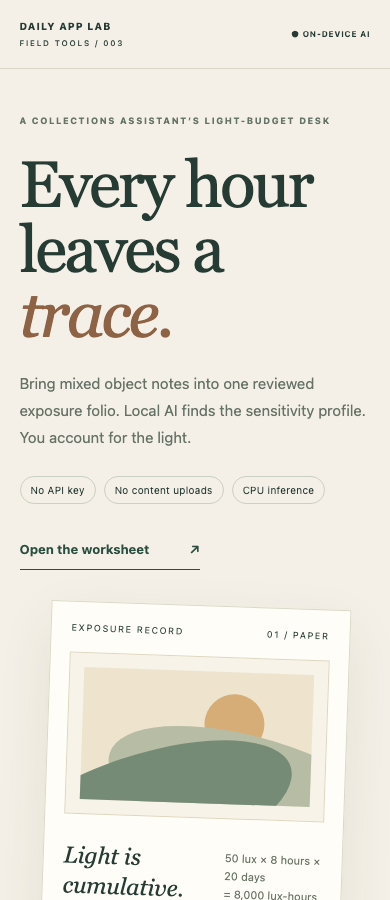 DAILY APP LAB
FIELD TOOLS / 003
ON-DEVICE AI
A COLLECTIONS ASSISTANT'S LIGHT-BUDGET DESK
Every hour
leaves a
trace.
Bring mixed object notes into one reviewed
exposure folio. Local AI finds the sensitivity profile.
You account for the light.
No API key
No content uploads
CPU inference
Open the worksheet ↗
EXPOSURE RECORD
01 / PAPER
Light is
cumulative.
50 lux × 8 hours ×
20 days
= 8,000 lux-hours